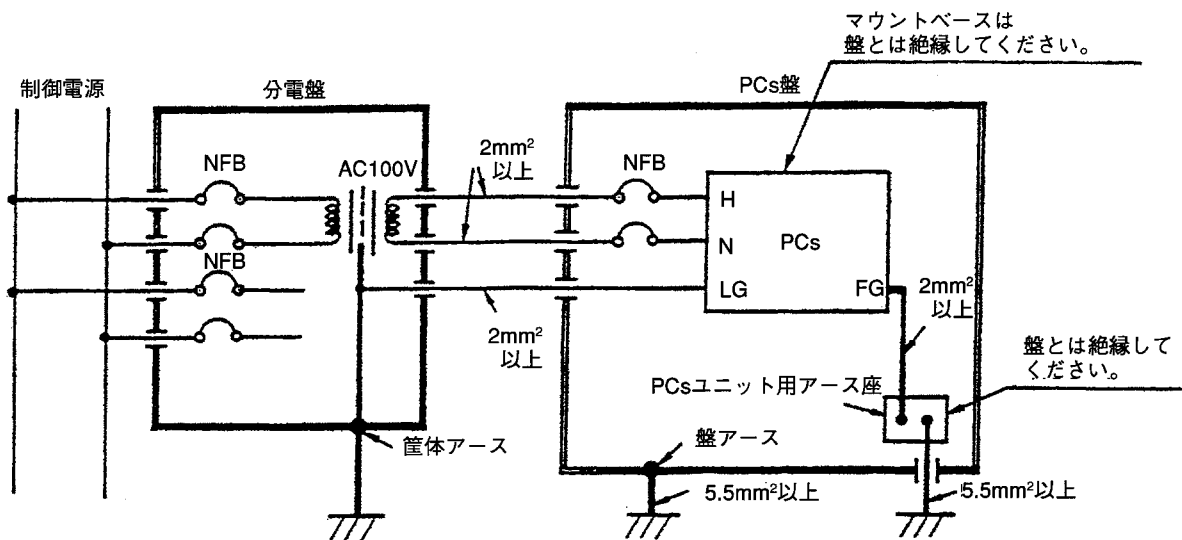 マウントベースは
盤とは絶縁してください。
制御電源
分電盤
PCs盤
NFB
AC100V
2mm²
以上
NFB
H
N
PCs
NFB
LG
FG
2mm²
以上
2mm²
以上
盤とは絶縁して
ください。
PCsユニット用アース座
筐体アース
盤アース
5.5mm²以上
5.5mm²以上